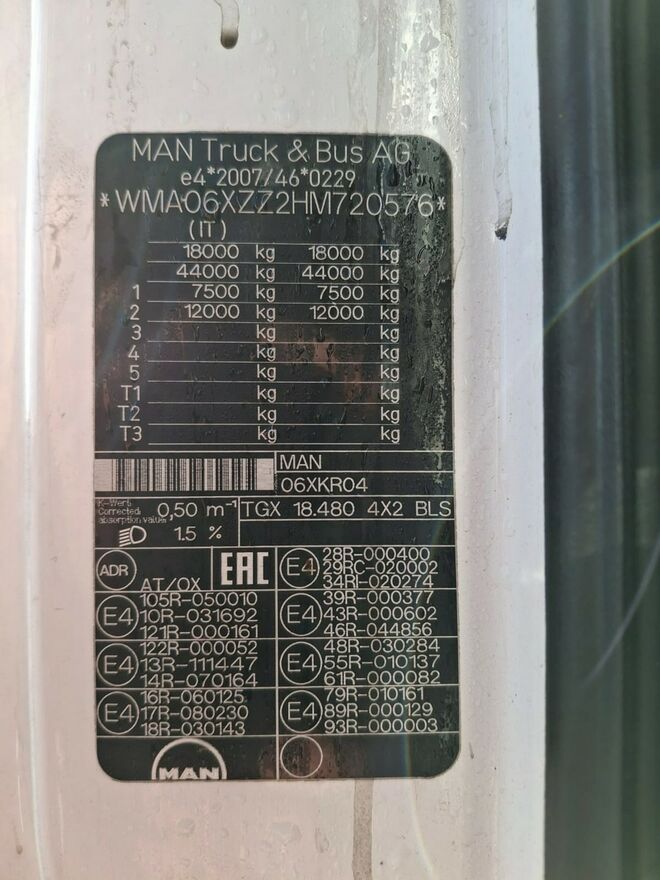 MAN Truck & Bus AG
e4*2007/46*0229
*WMA06XZZ2HM720576*
(IT)
18000 kg 18000 kg
44000 kg 44000 kg
1 7500 kg 7500 kg
2 12000 kg 12000 kg
3 kg kg
4 kg kg
5 kg kg
T1 kg kg
T2 kg kg
T3 kg kg
MAN
06XKR04
K-Wert:
Corrected
absorption value:
0,50 m⁻¹
TGX 18.480 4X2 BLS
1.5 %
ADR
AT/OX
EAC
E4
28R-000400
29RC-020002
34RI-020274
E4
105R-050010
10R-031692
121R-000161
E4
39R-000377
43R-000602
46R-044856
E4
122R-000052
13R-111447
14R-070164
E4
48R-030284
55R-010137
61R-000082
E4
16R-060125
17R-080230
18R-030143
E4
79R-010161
89R-000129
93R-000003
MAN